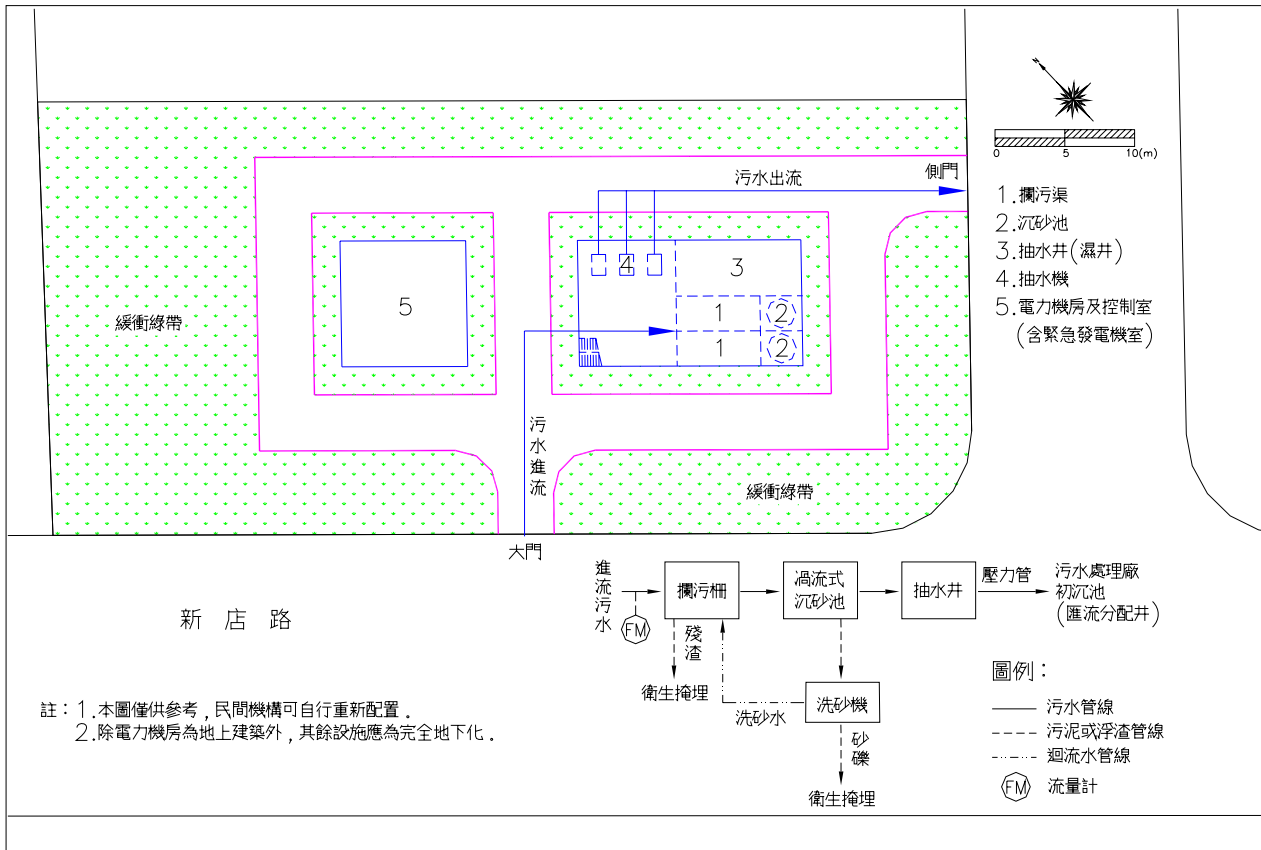 N
0 5 10(m)
污水出流
側門
1.攔污渠
2.沉砂池
3.抽水井(濕井)
4.抽水機
5.電力機房及控制室
(含緊急發電機室)
4
3
5
1
2
1
2
緩衝綠帶
污水進流
緩衝綠帶
大門
新店路
進流污水
FM
攔污柵
渦流式
沉砂池
抽水井
壓力管
污水處理廠
初沉池
(匯流分配井)
殘渣
衛生掩埋
洗砂水
洗砂機
砂礫
衛生掩埋
註：1.本圖僅供參考，民間機構可自行重新配置。
2.除電力機房為地上建築外，其餘設施應為完全地下化。
圖例：
污水管線
污泥或浮渣管線
迴流水管線
FM 流量計